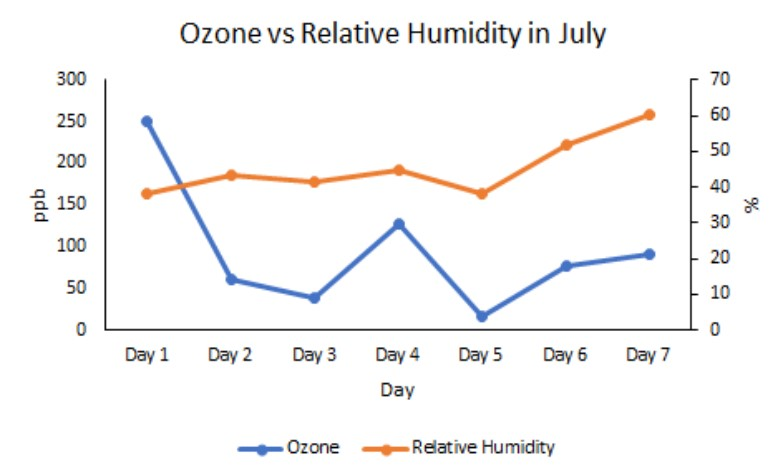 Ozone vs Relative Humidity in July
300 70
250 60
200 50
150 40
100 30
50 20
0 10
0
ppb
%
Day 1 Day 2 Day 3 Day 4 Day 5 Day 6 Day 7
Day
Ozone Relative Humidity